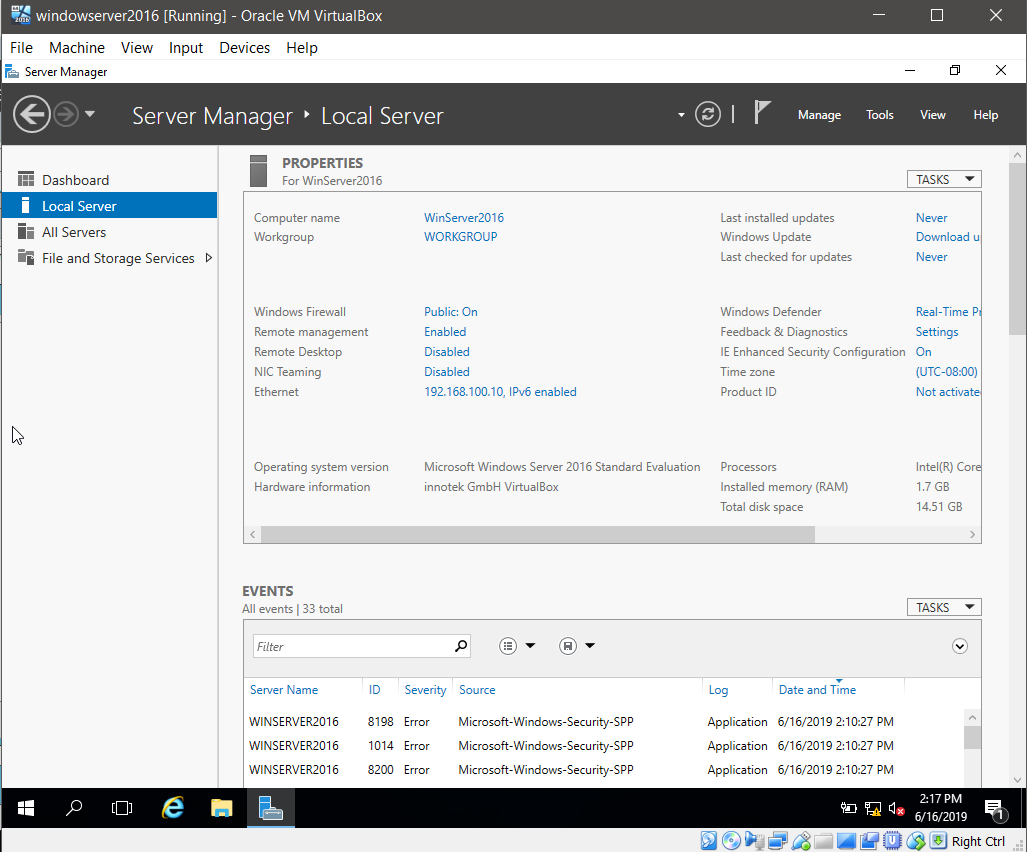 windowserver2016 [Running] - Oracle VM VirtualBox
File Machine View Input Devices Help
Server Manager
Server Manager Local Server
Manage Tools View Help
Dashboard
Local Server
All Servers
File and Storage Services
PROPERTIES
For WinServer2016
TASKS
Computer name WinServer2016 Last installed updates Never
Workgroup WORKGROUP Windows Update Download u
Last checked for updates Never
Windows Firewall Public: On Windows Defender Real-Time Pr
Remote management Enabled Feedback & Diagnostics Settings
Remote Desktop Disabled IE Enhanced Security Configuration On
NIC Teaming Disabled Time zone (UTC-08:00)
Ethernet 192.168.100.10, IPv6 enabled Product ID Not activate
Operating system version Microsoft Windows Server 2016 Standard Evaluation Processors Intel(R) Core
Hardware information innotek GmbH VirtualBox Installed memory (RAM) 1.7 GB
Total disk space 14.51 GB
EVENTS
All events | 33 total
TASKS
Filter
Server Name ID Severity Source Log Date and Time
WINSERVER2016 8198 Error Microsoft-Windows-Security-SPP Application 6/16/2019 2:10:27 PM
WINSERVER2016 1014 Error Microsoft-Windows-Security-SPP Application 6/16/2019 2:10:27 PM
WINSERVER2016 8200 Error Microsoft-Windows-Security-SPP Application 6/16/2019 2:10:27 PM
2:17 PM
6/16/2019
1
Right Ctrl